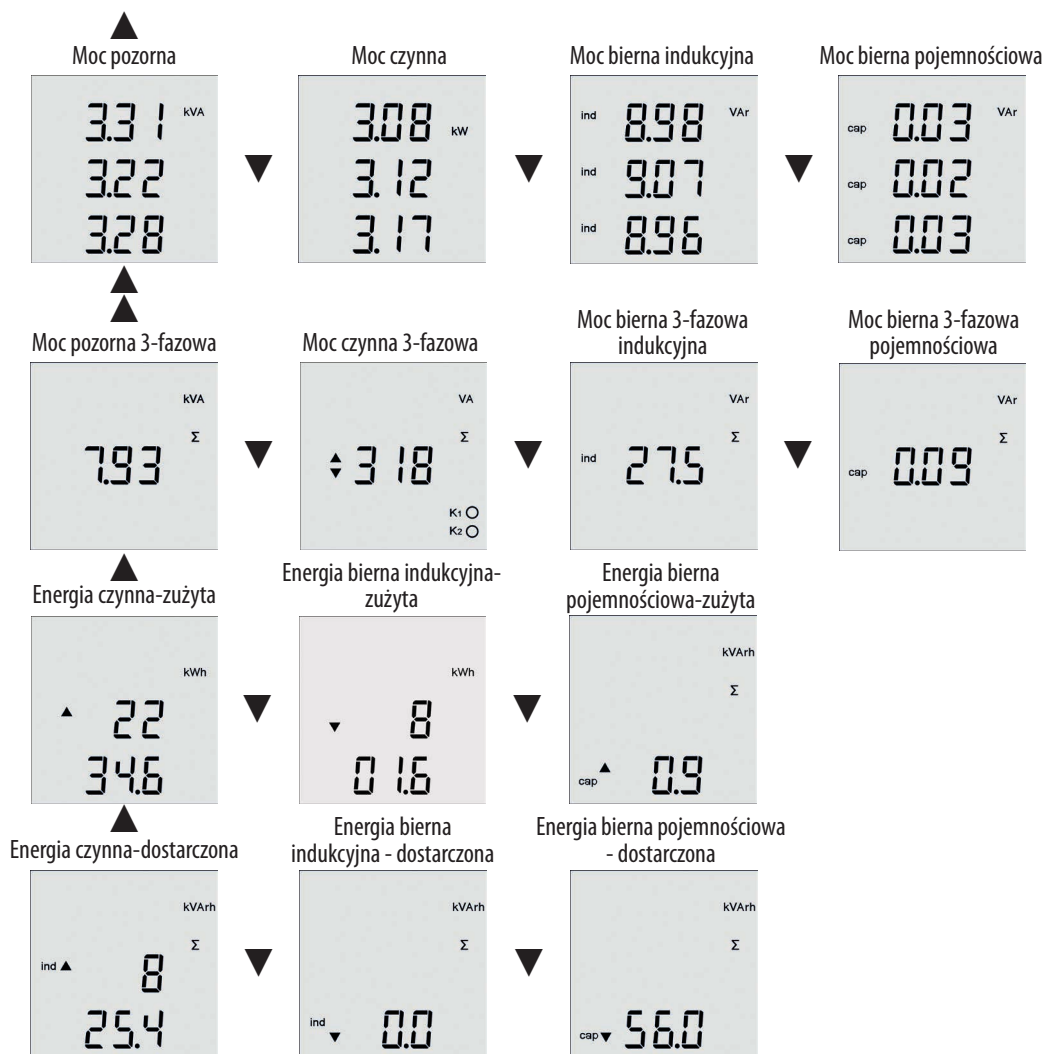 Moc pozorna
Moc czynna
Moc bierna indukcyjna
Moc bierna pojemnościowa
3.31 kVA
3.22
3.28
3.08 kW
3.12
3.17
ind 8.98 VAr
ind 9.07
ind 8.96
cap 0.03 VAr
cap 0.02
cap 0.03
Moc pozorna 3-fazowa
Moc czynna 3-fazowa
Moc bierna 3-fazowa
indukcyjna
Moc bierna 3-fazowa
pojemnościowa
kVA
Σ
7.93
VA
Σ
318
K1
K2
VAr
Σ
ind 27.5
VAr
Σ
cap 0.09
Energia czynna-zużyta
Energia bierna indukcyjna-
zużyta
Energia bierna
pojemnościowa-zużyta
kWh
22
34.6
kWh
8
01.6
kVArh
Σ
cap 0.9
Energia czynna-dostarczona
Energia bierna
indukcyjna - dostarczona
Energia bierna pojemnościowa
- dostarczona
kVArh
Σ
ind 8
25.4
kVArh
Σ
ind 0.0
kVArh
Σ
cap 56.0